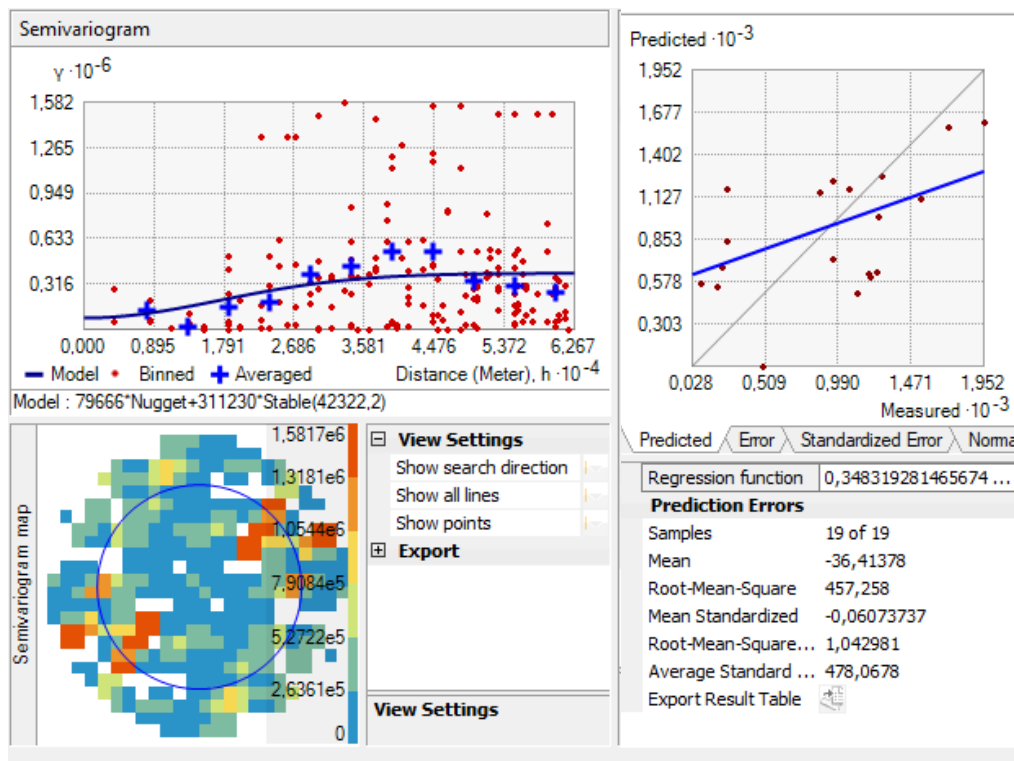 Semivariogram
γ ·10-6
1,582
1,265
0,949
0,633
0,316
0,000 0,895 1,791 2,686 3,581 4,476 5,372 6,267
Model Binned Averaged Distance (Meter), h ·10-4
Model : 79666*Nugget+311230*Stable(42322,2)
Semivariogram map
1,5817e6
1,3181e6
1,0544e6
7,9084e5
5,2722e5
2,6361e5
0
View Settings
Show search direction
Show all lines
Show points
Export
View Settings
Predicted ·10-3
1.952
1,677
1,402
1,127
0,853
0,578
0,303
0,028 0,509 0,990 1,471 1,952
Measured ·10-3
Predicted Error Standardized Error Norma
Regression function 0,348319281465674 ...
Prediction Errors
Samples 19 of 19
Mean -36,41378
Root-Mean-Square 457,258
Mean Standardized -0,06073737
Root-Mean-Square... 1,042981
Average Standard ... 478,0678
Export Result Table